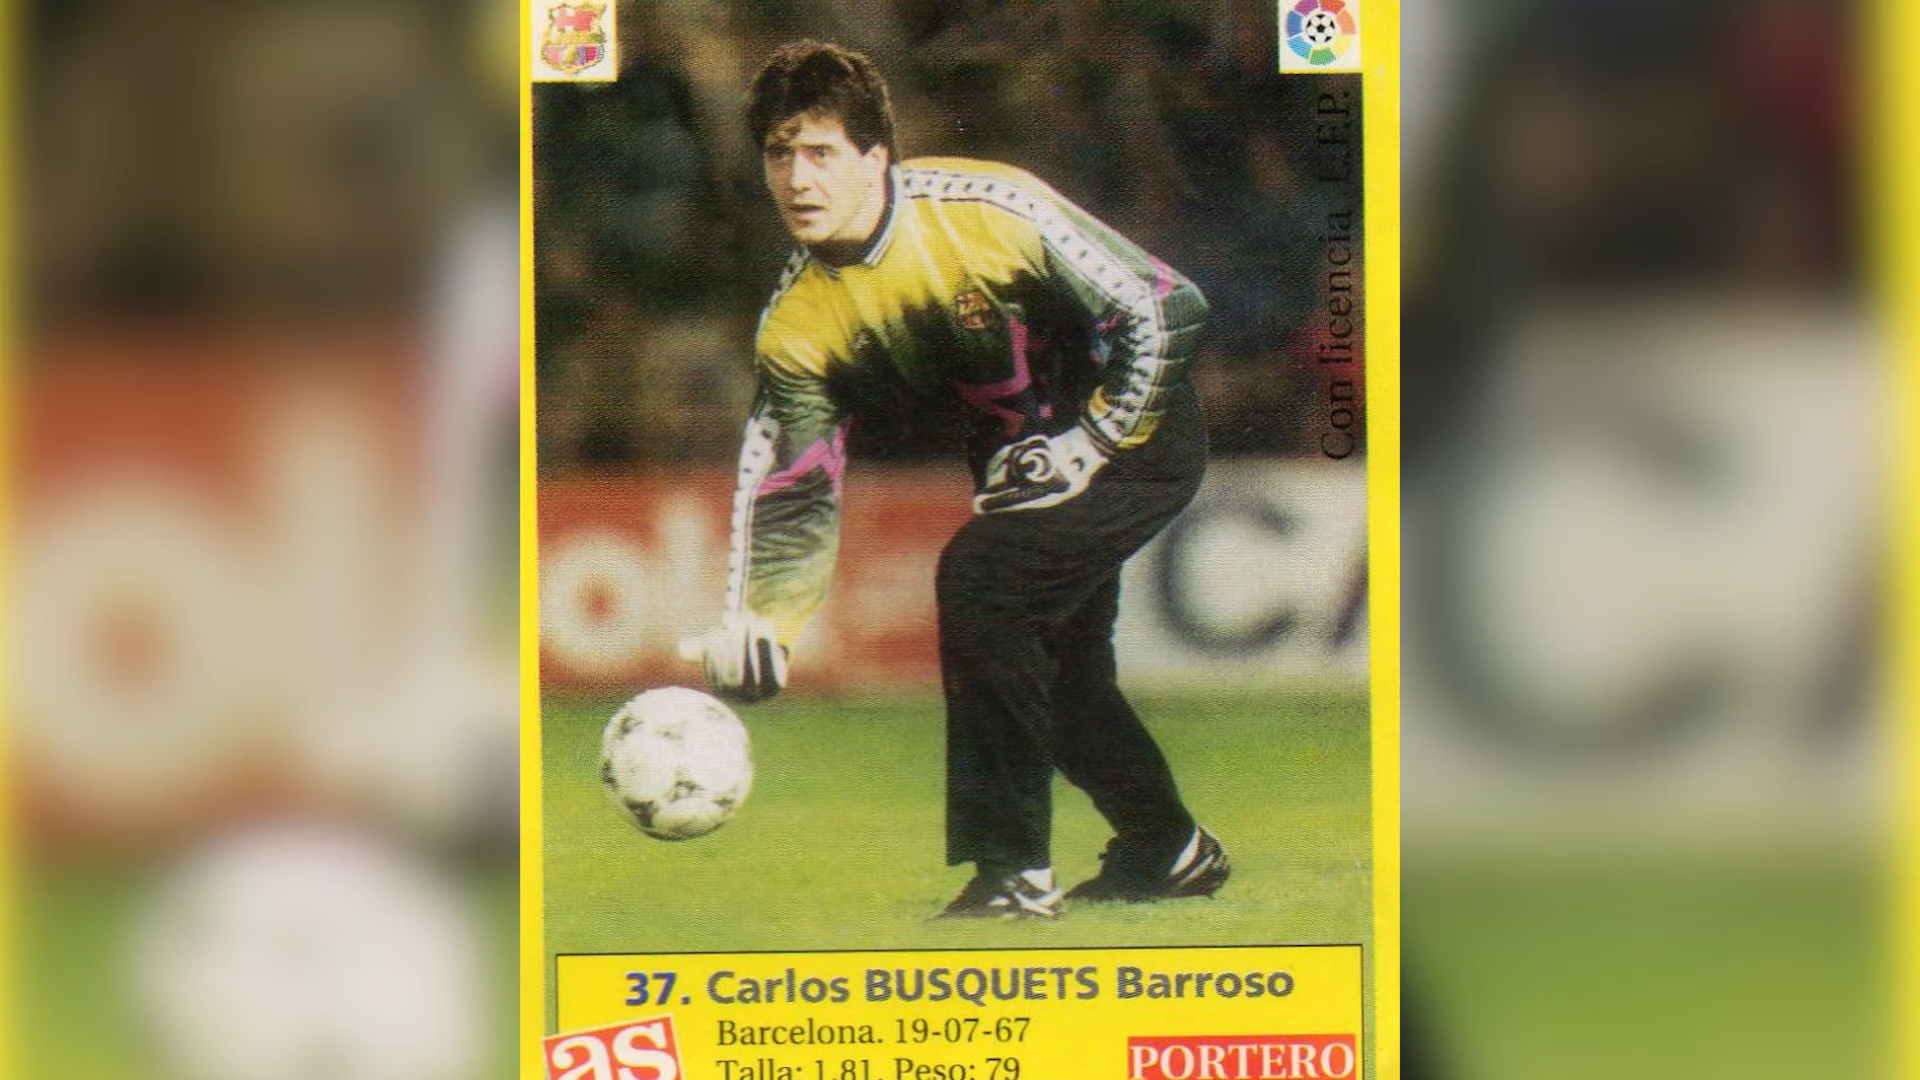 Con licencia L.F.P.
37. Carlos BUSQUETS Barroso
as
Barcelona. 19-07-67
Talla: 1,81. Peso: 79
PORTERO